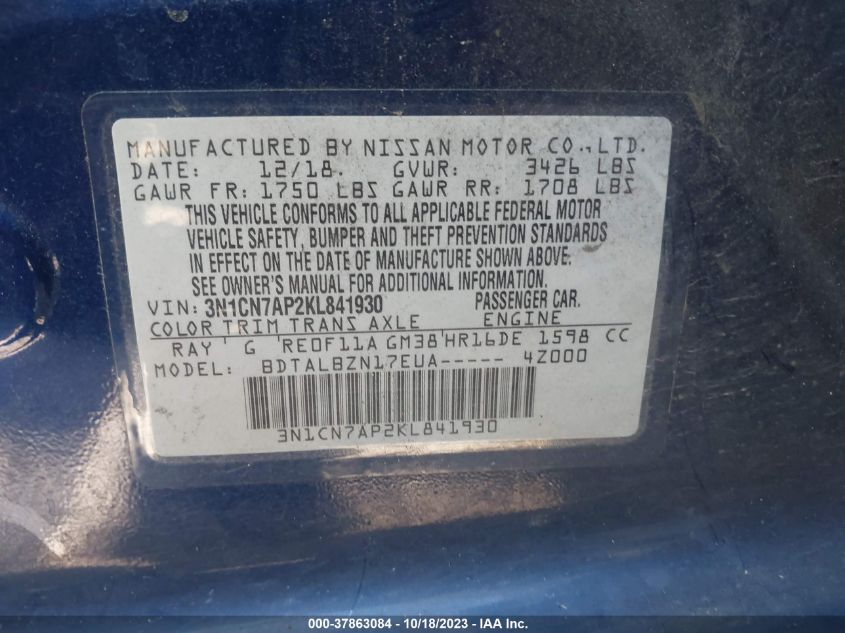 MANUFACTURED BY NISSAN MOTOR CO.,LTD.
DATE: 12/18. GVWR: 3426 LBS
GAWR FR: 1750 LBS GAWR RR: 1708 LBS
THIS VEHICLE CONFORMS TO ALL APPLICABLE FEDERAL MOTOR
VEHICLE SAFETY, BUMPER AND THEFT PREVENTION STANDARDS
IN EFFECT ON THE DATE OF MANUFACTURE SHOWN ABOVE.
SEE OWNER'S MANUAL FOR ADDITIONAL INFORMATION.
VIN: 3N1CN7AP2KL841930 PASSENGER CAR.
COLOR TRIM TRANS AXLE ENGINE
RAY G RE0F11A GM38 HR16DE 1598 CC
MODEL: BDTALBZN17EUA----- 4Z000
3N1CN7AP2KL841930
000-37863084 - 10/18/2023 - IAA Inc.